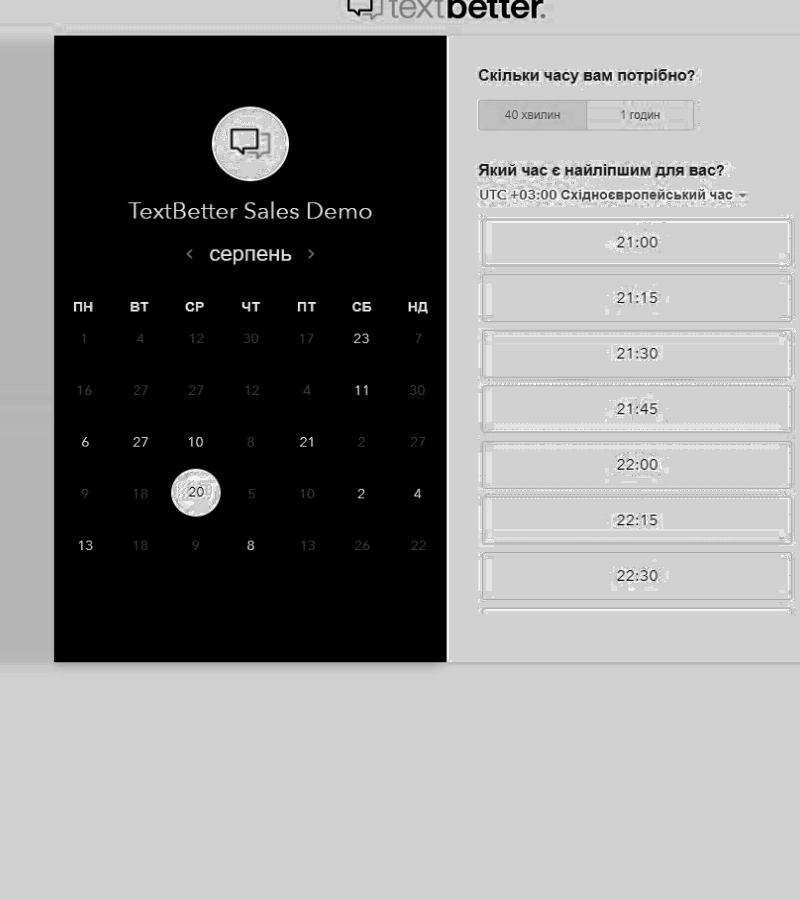 textbetter.
TextBetter Sales Demo
серпень
ПН ВТ СР ЧТ ПТ СБ НД
1 4 12 30 17 23 7
16 27 27 12 4 11 30
6 27 10 8 21 2 27
9 18 20 5 10 2 4
13 18 9 8 13 26 22
Скільки часу вам потрібно?
40 хвилин 1 годин
Який час є найліпшим для вас?
UTC +03:00 Східноєвропейський час
21:00
21:15
21:30
21:45
22:00
22:15
22:30